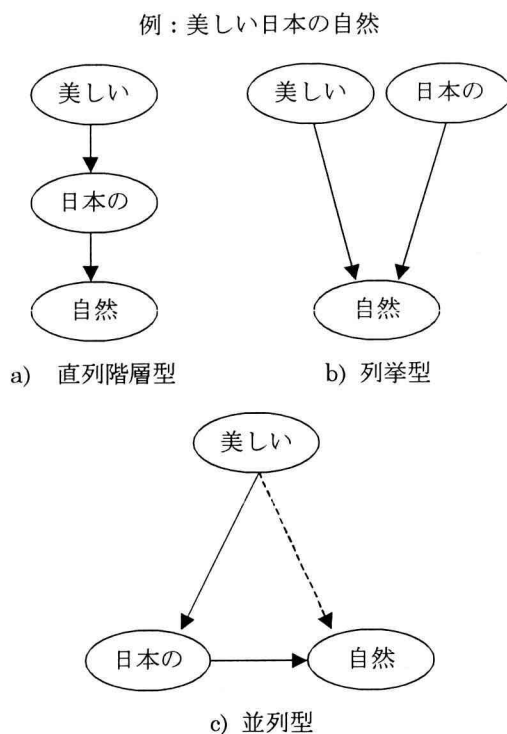 例：美しい日本の自然
美しい
日本の
自然
a) 直列階層型
美しい 日本の
自然
b) 列挙型
美しい
日本の 自然
c) 並列型